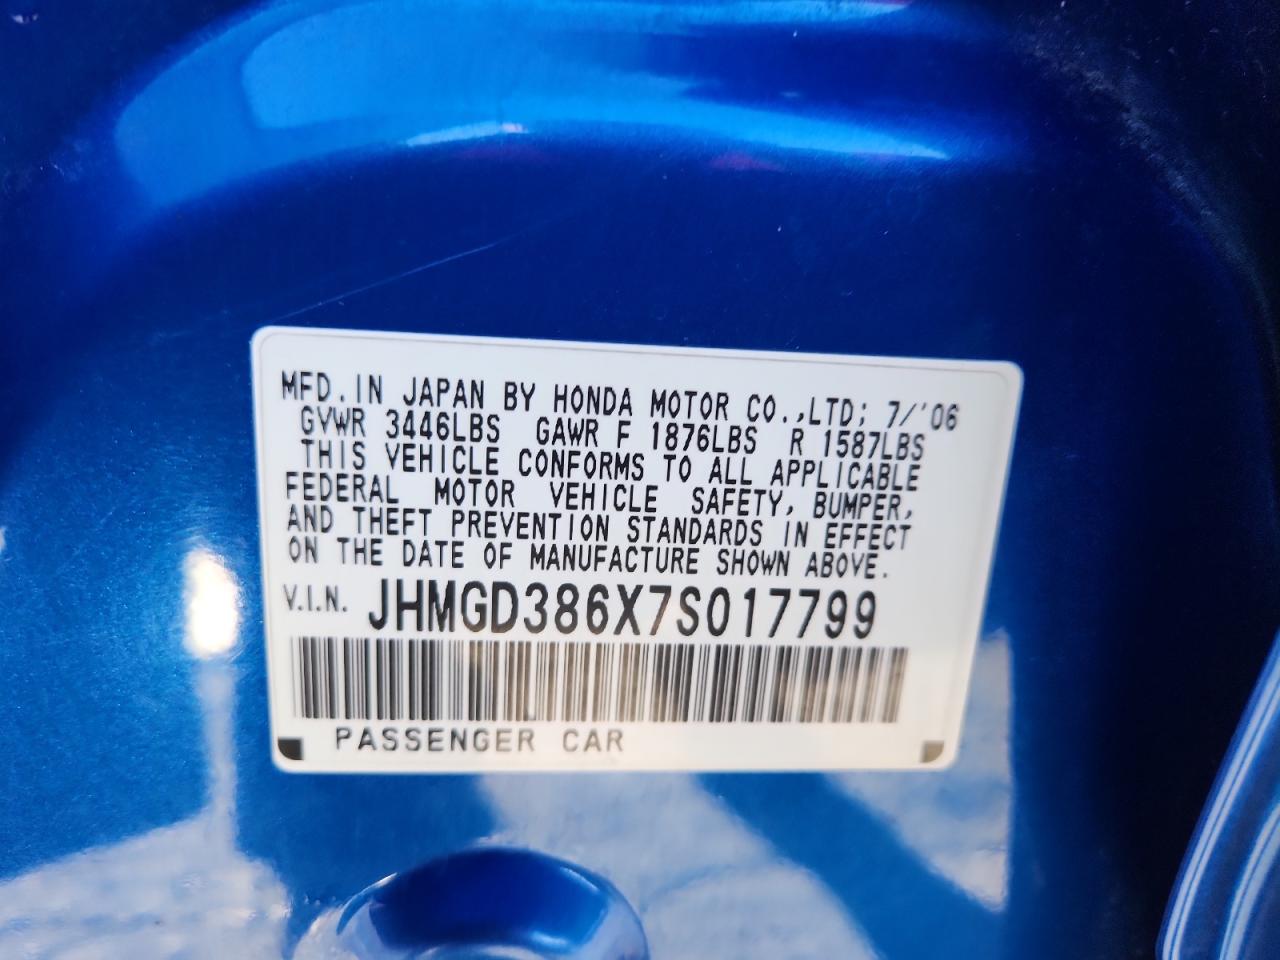 MFD. IN JAPAN BY HONDA MOTOR CO.,LTD; 7/'06
GVWR 3446LBS GAWR F 1876LBS R 1587LBS
THIS VEHICLE CONFORMS TO ALL APPLICABLE
FEDERAL MOTOR VEHICLE SAFETY, BUMPER,
AND THEFT PREVENTION STANDARDS IN EFFECT
ON THE DATE OF MANUFACTURE SHOWN ABOVE.
V.I.N. JHMGD386X7S017799
PASSENGER CAR